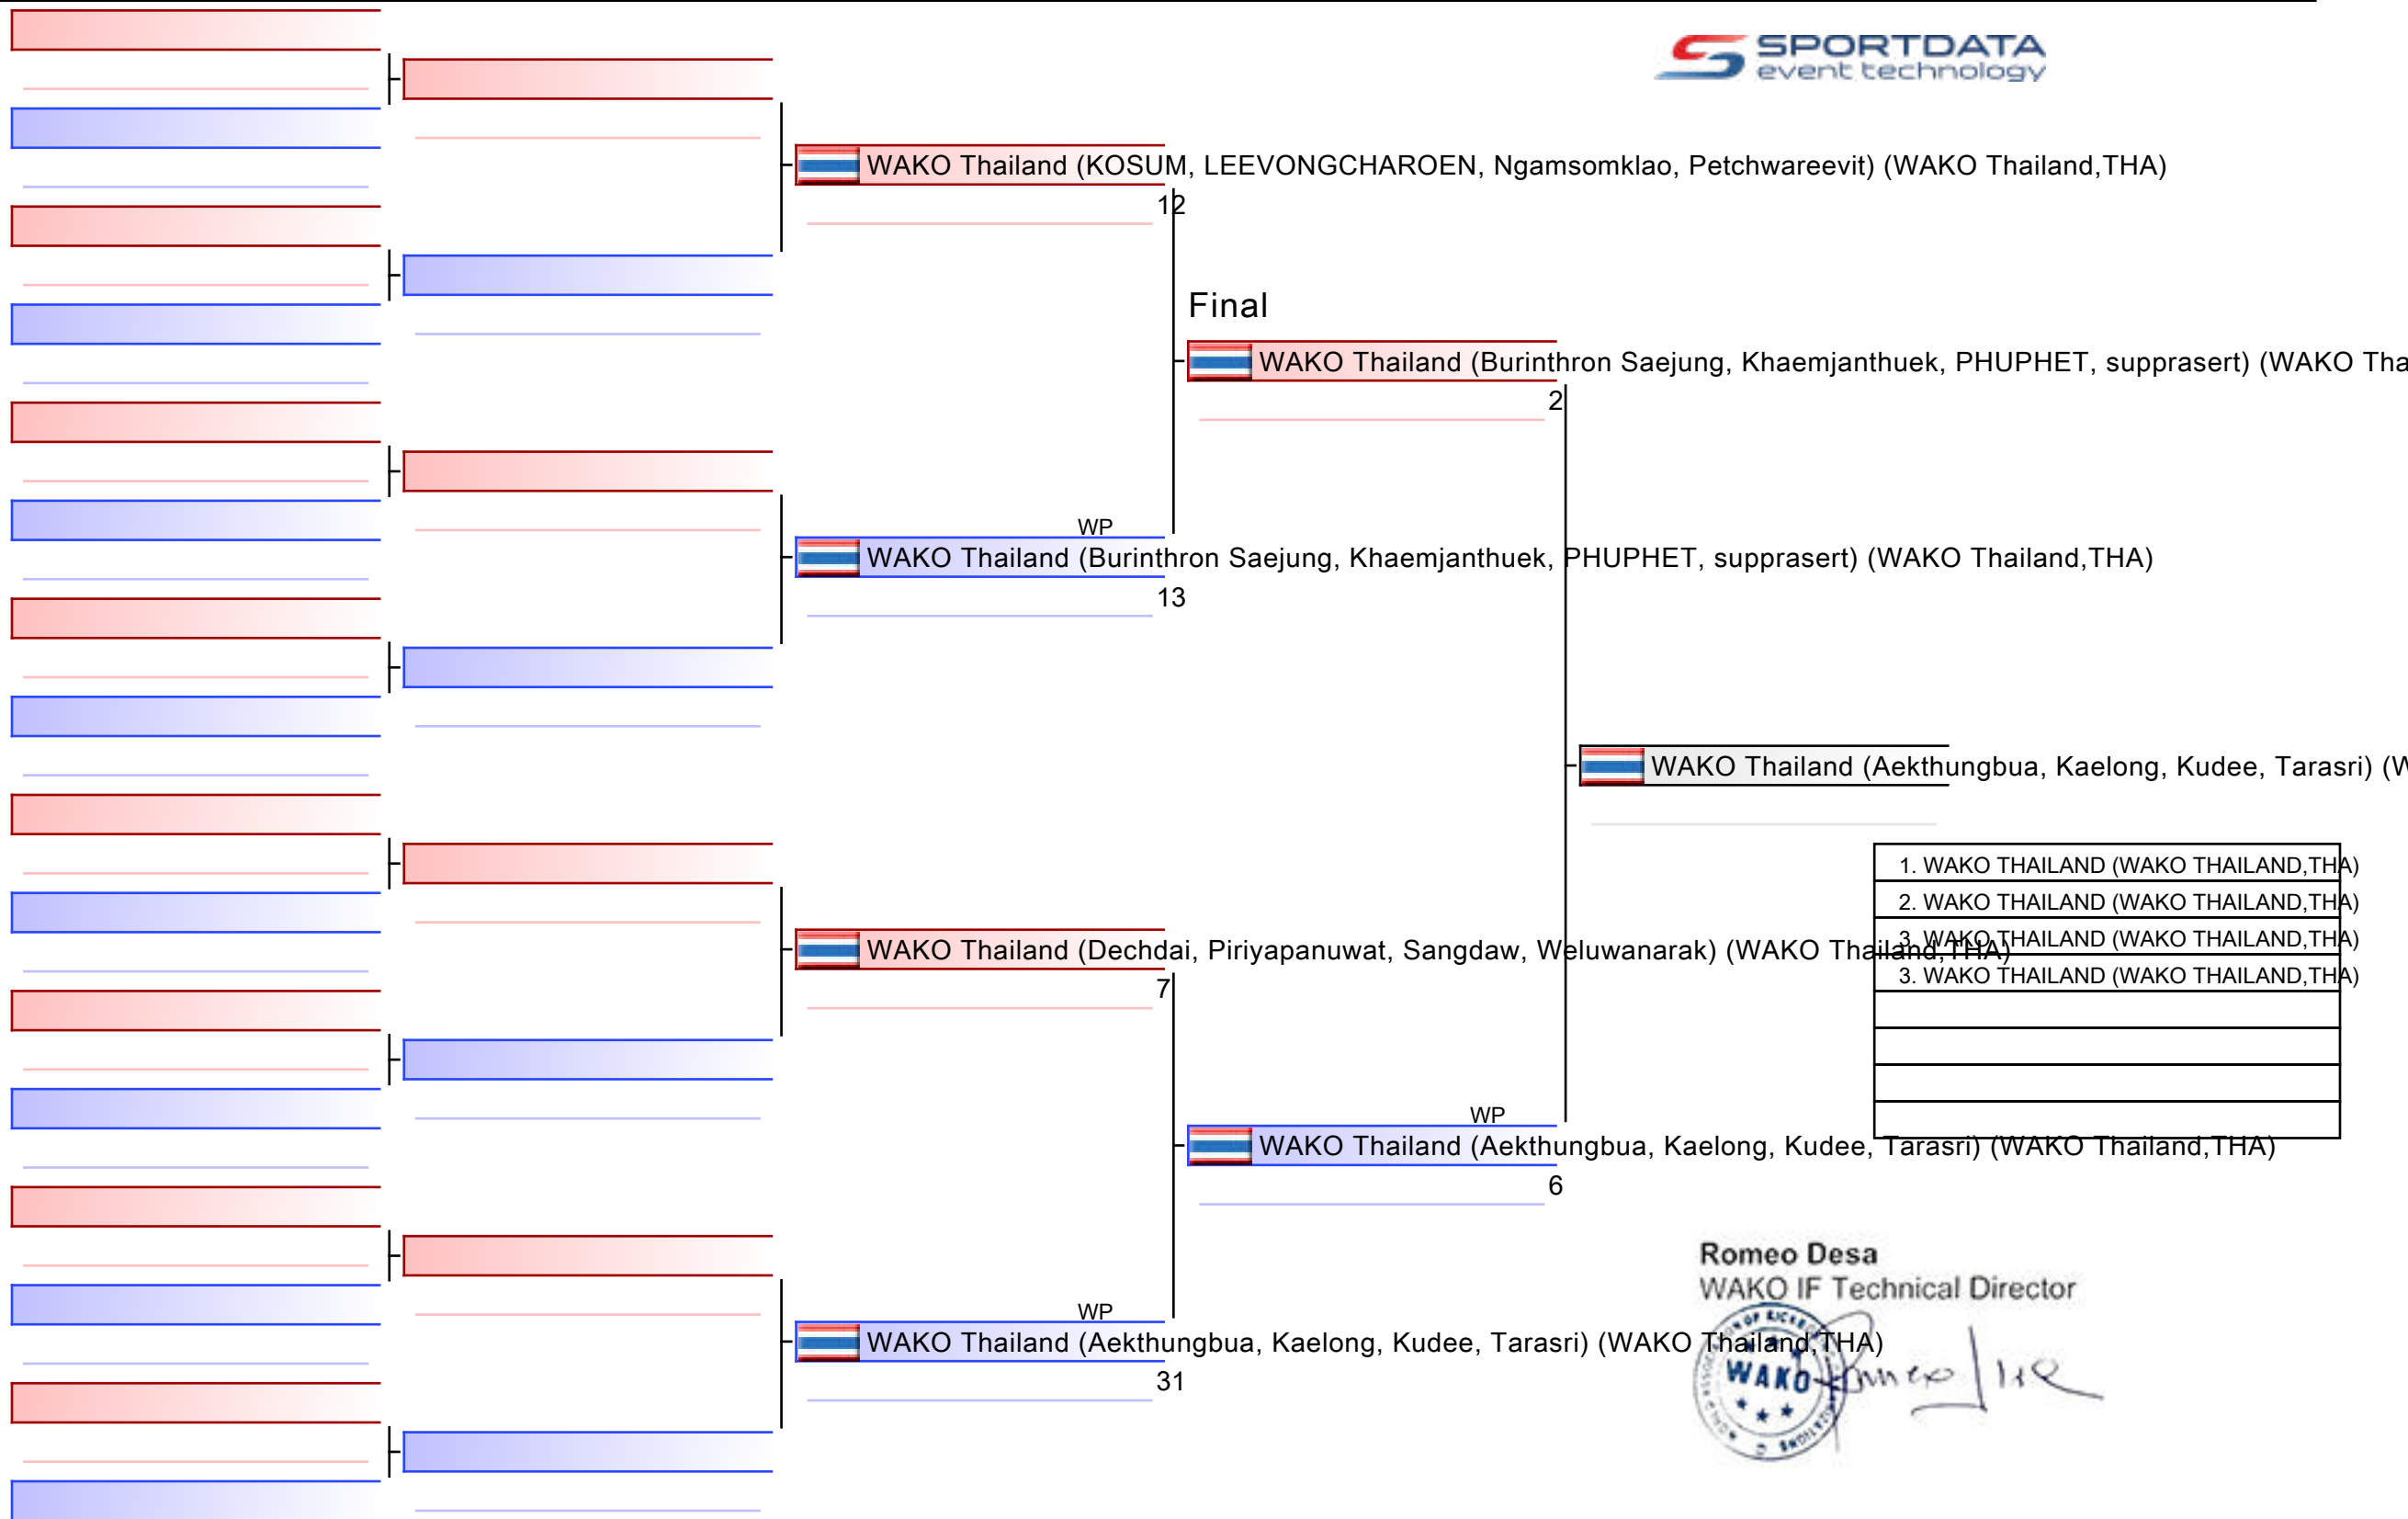 SPORTDATA
event technology
WAKO Thailand (KOSUM, LEEVONGCHAROEN, Ngamsomklao, Petchwareevit) (WAKO Thailand,THA)
12
Final
WAKO Thailand (Burinthron Saejung, Khaemjanthuek, PHUPHET, supprasert) (WAKO Tha
2
WP
WAKO Thailand (Burinthron Saejung, Khaemjanthuek, PHUPHET, supprasert) (WAKO Thailand,THA)
13
WAKO Thailand (Aekthungbua, Kaelong, Kudee, Tarasri) (W
1. WAKO THAILAND (WAKO THAILAND,THA)
2. WAKO THAILAND (WAKO THAILAND,THA)
3. WAKO THAILAND (WAKO THAILAND,THA)
WAKO Thailand (Dechdai, Piriyapanuwat, Sangdaw, Weluwanarak) (WAKO Thailand,THA)
3. WAKO THAILAND (WAKO THAILAND,THA)
7
WP
WAKO Thailand (Aekthungbua, Kaelong, Kudee, Tarasri) (WAKO Thailand,THA)
6
Romeo Desa
WAKO IF Technical Director
WP
WAKO Thailand (Aekthungbua, Kaelong, Kudee, Tarasri) (WAKO Thailand,THA)
31
WAKO